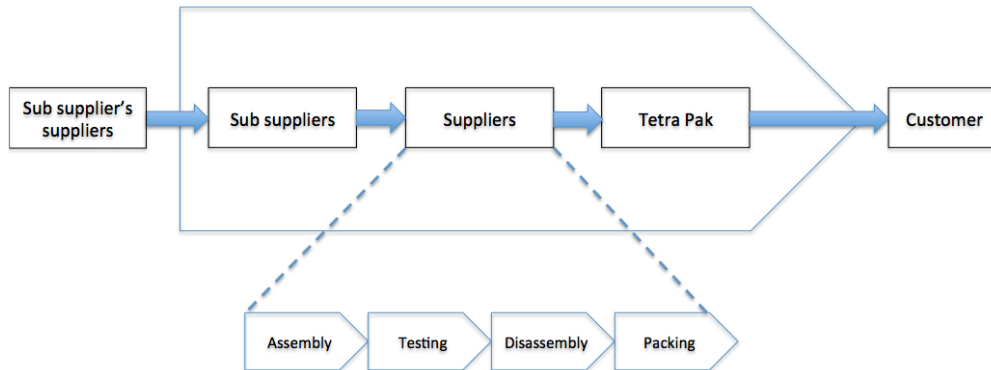 Sub supplier's
suppliers
Sub suppliers
Suppliers
Tetra Pak
Customer
Assembly
Testing
Disassembly
Packing